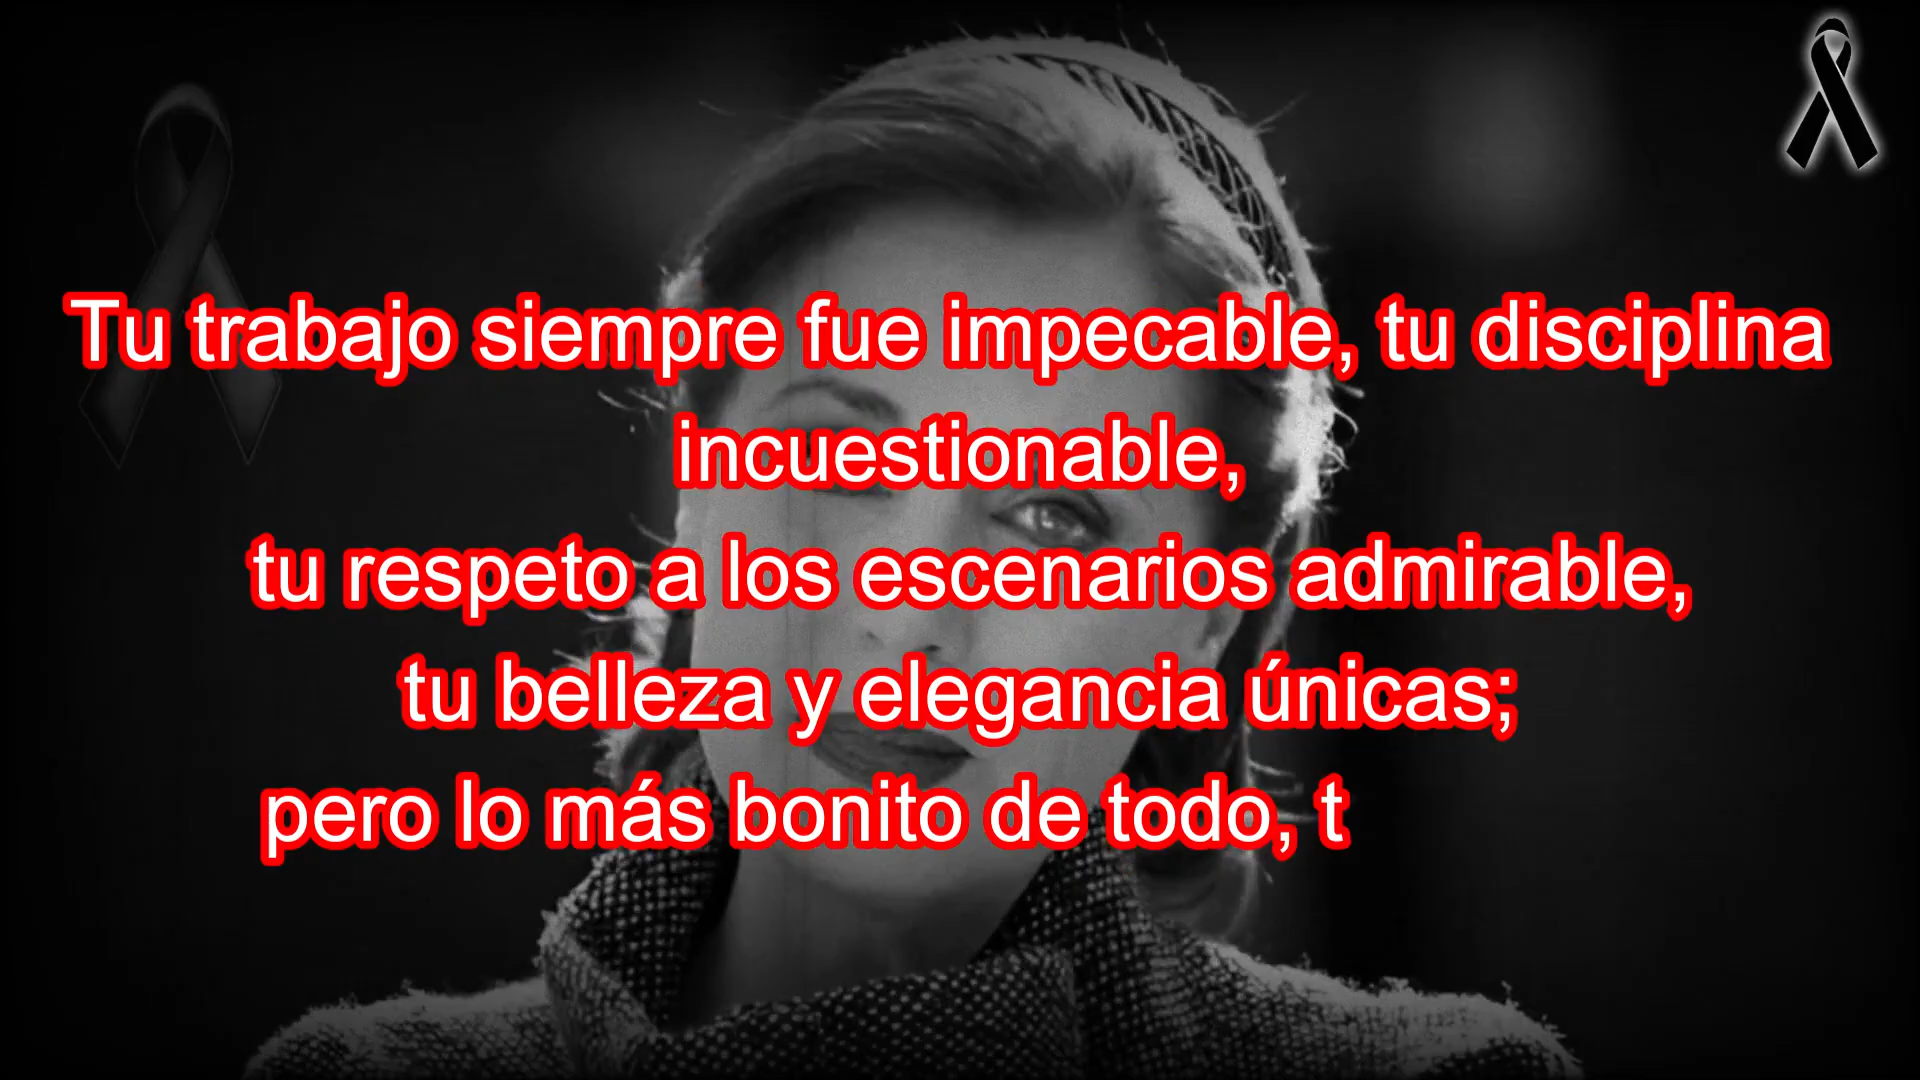 Tu trabajo siempre fue impecable, tu disciplina
incuestionable,
tu respeto a los escenarios admirable,
tu belleza y elegancia únicas;
pero lo más bonito de todo, t